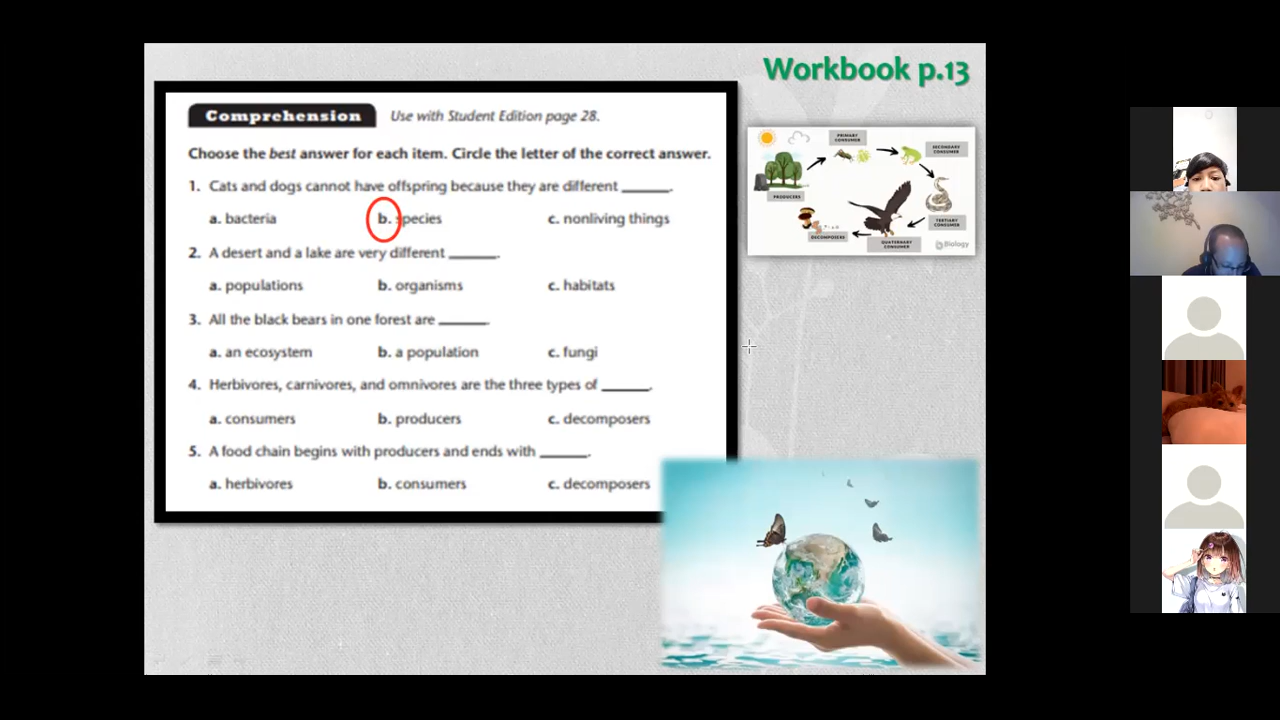 Workbook p.13
Comprehension Use with Student Edition page 28.
Choose the best answer for each item. Circle the letter of the correct answer.
1. Cats and dogs cannot have offspring because they are different ______.
a. bacteria b. species c. nonliving things
2. A desert and a lake are very different ______.
a. populations b. organisms c. habitats
3. All the black bears in one forest are ______.
a. an ecosystem b. a population c. fungi
4. Herbivores, carnivores, and omnivores are the three types of ______.
a. consumers b. producers c. decomposers
5. A food chain begins with producers and ends with ______.
a. herbivores b. consumers c. decomposers
PRIMARY
CONSUMER
SECONDARY
CONSUMER
PRODUCERS
TERTIARY
CONSUMER
DECOMPOSERS
QUATERNARY
CONSUMER
Biology